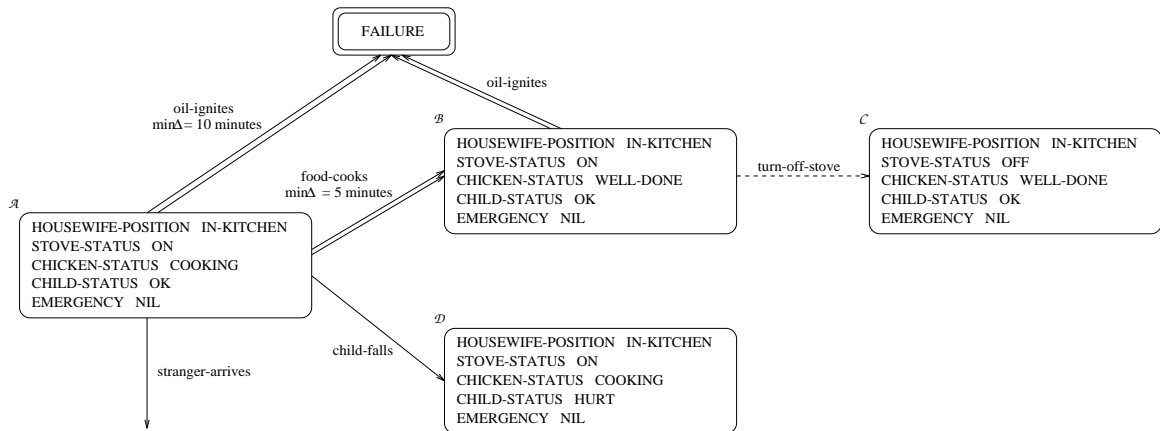 FAILURE
oil-ignites
oil-ignites
min∆ = 10 minutes
B
C
HOUSEWIFE-POSITION IN-KITCHEN
STOVE-STATUS ON
CHICKEN-STATUS WELL-DONE
CHILD-STATUS OK
EMERGENCY NIL
turn-off-stove
HOUSEWIFE-POSITION IN-KITCHEN
STOVE-STATUS OFF
CHICKEN-STATUS WELL-DONE
CHILD-STATUS OK
EMERGENCY NIL
food-cooks
min∆ = 5 minutes
A
HOUSEWIFE-POSITION IN-KITCHEN
STOVE-STATUS ON
CHICKEN-STATUS COOKING
CHILD-STATUS OK
EMERGENCY NIL
D
HOUSEWIFE-POSITION IN-KITCHEN
STOVE-STATUS ON
CHICKEN-STATUS COOKING
CHILD-STATUS HURT
EMERGENCY NIL
child-falls
stranger-arrives